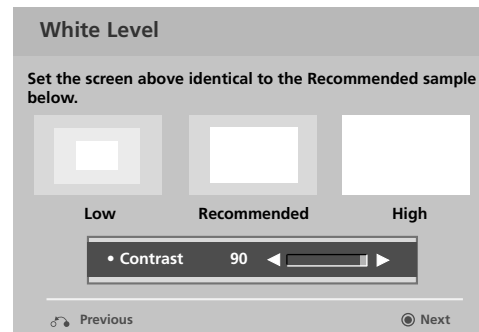 White Level
Set the screen above identical to the Recommended sample
below.
Low Recommended High
• Contrast 90
Previous Next